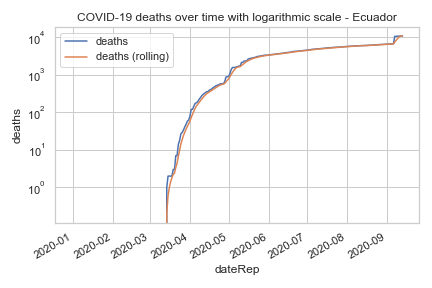 COVID-19 deaths over time with logarithmic scale - Ecuador
deaths
deaths (rolling)
10⁴
10³
10²
10¹
10⁰
deaths
2020-01
2020-02
2020-03
2020-04
2020-05
2020-06
2020-07
2020-08
2020-09
dateRep